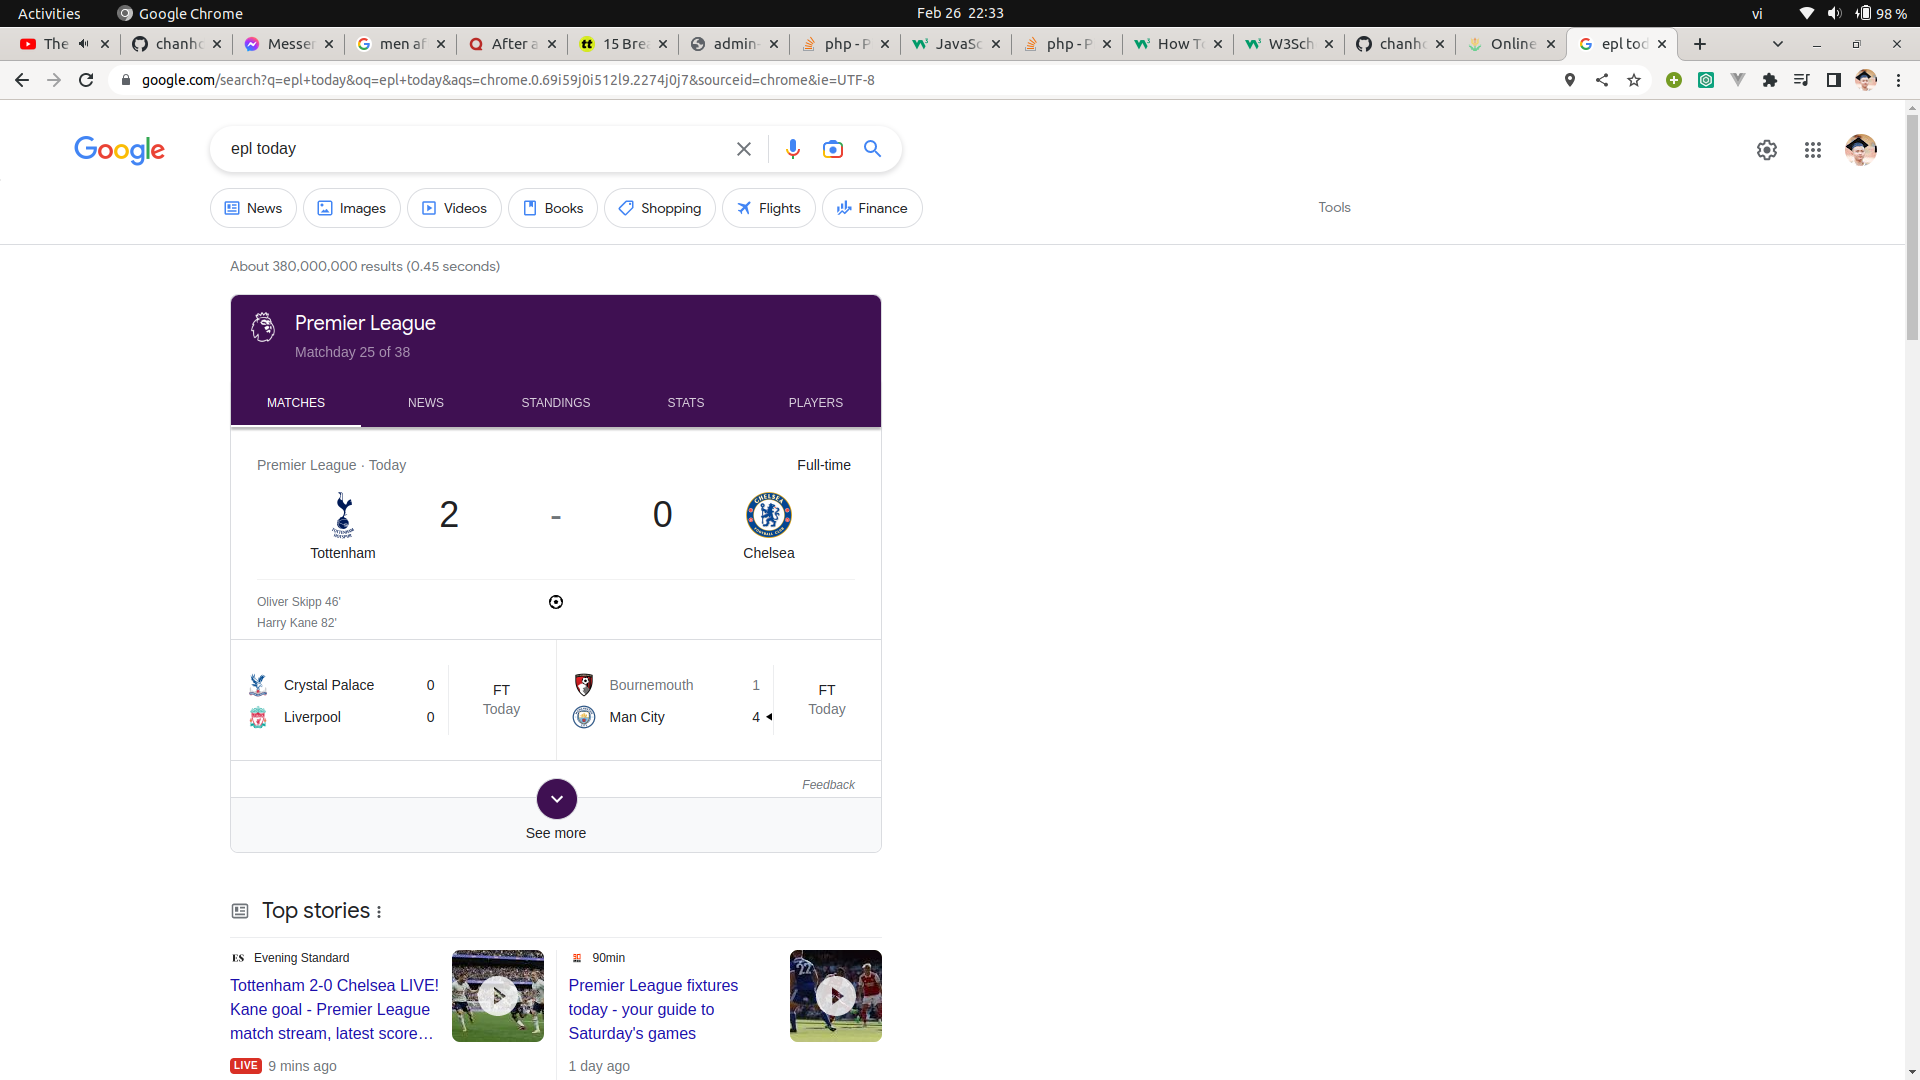 Activities
Google Chrome
Feb 26 22:33
vi
98 %
The
chanho
Messer
men af
After a
15 Brea
admin-
php - P
JavaSc
php - P
How To
W3Sch
chanho
Online
epl tod
google.com/search?q=epl+today&oq=epl+today&aqs=chrome.0.69i59j0i512l9.2274j0j7&sourceid=chrome&ie=UTF-8
Google
epl today
News
Images
Videos
Books
Shopping
Flights
Finance
Tools
About 380,000,000 results (0.45 seconds)
Premier League
Matchday 25 of 38
MATCHES
NEWS
STANDINGS
STATS
PLAYERS
Premier League · Today
Full-time
2 - 0
Tottenham
Chelsea
Oliver Skipp 46'
Harry Kane 82'
Crystal Palace 0
Liverpool 0
FT
Today
Bournemouth 1
Man City 4
FT
Today
Feedback
See more
Top stories
ES Evening Standard
Tottenham 2-0 Chelsea LIVE!
Kane goal - Premier League
match stream, latest score…
LIVE 9 mins ago
90min
Premier League fixtures
today - your guide to
Saturday's games
1 day ago